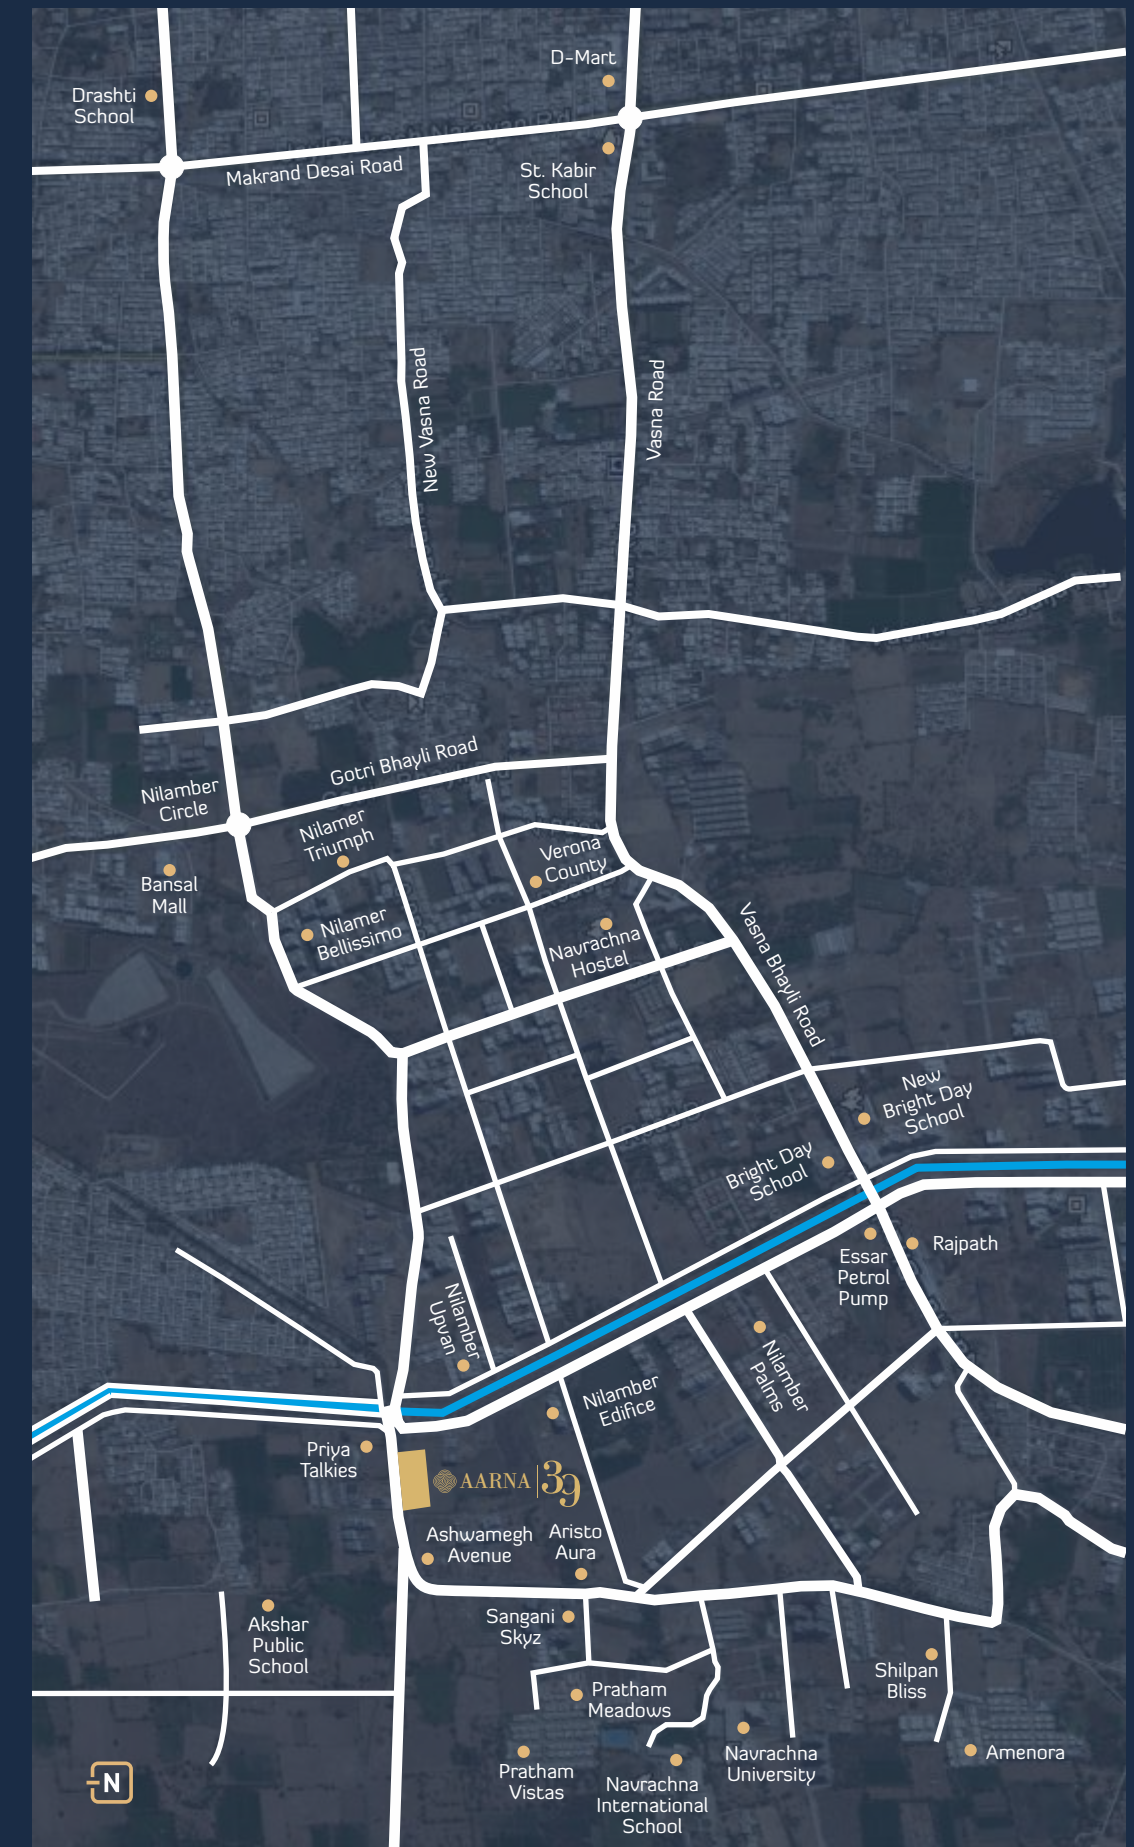 D-Mart
Drashti
School
Makrand Desai Road
St. Kabir
School
New Vasna Road
Vasna Road
Gotri Bhayli Road
Nilamber
Circle
Nilamer
Triumph
Verona
County
Bansal
Mall
Nilamer
Bellissimo
Navrachna
Hostel
Vasna Bhayli Road
New
Bright Day
School
Bright Day
School
Essar
Petrol
Pump
Rajpath
Nilamber
Upvan
Nilamber
Palms
Nilamber
Edifice
Priya
Talkies
AARNA 39
Ashwamegh
Avenue
Aristo
Aura
Akshar
Public
School
Sangani
Skyz
Shilpan
Bliss
Pratham
Meadows
Navrachna
University
Amenora
Pratham
Vistas
Navrachna
International
School
N